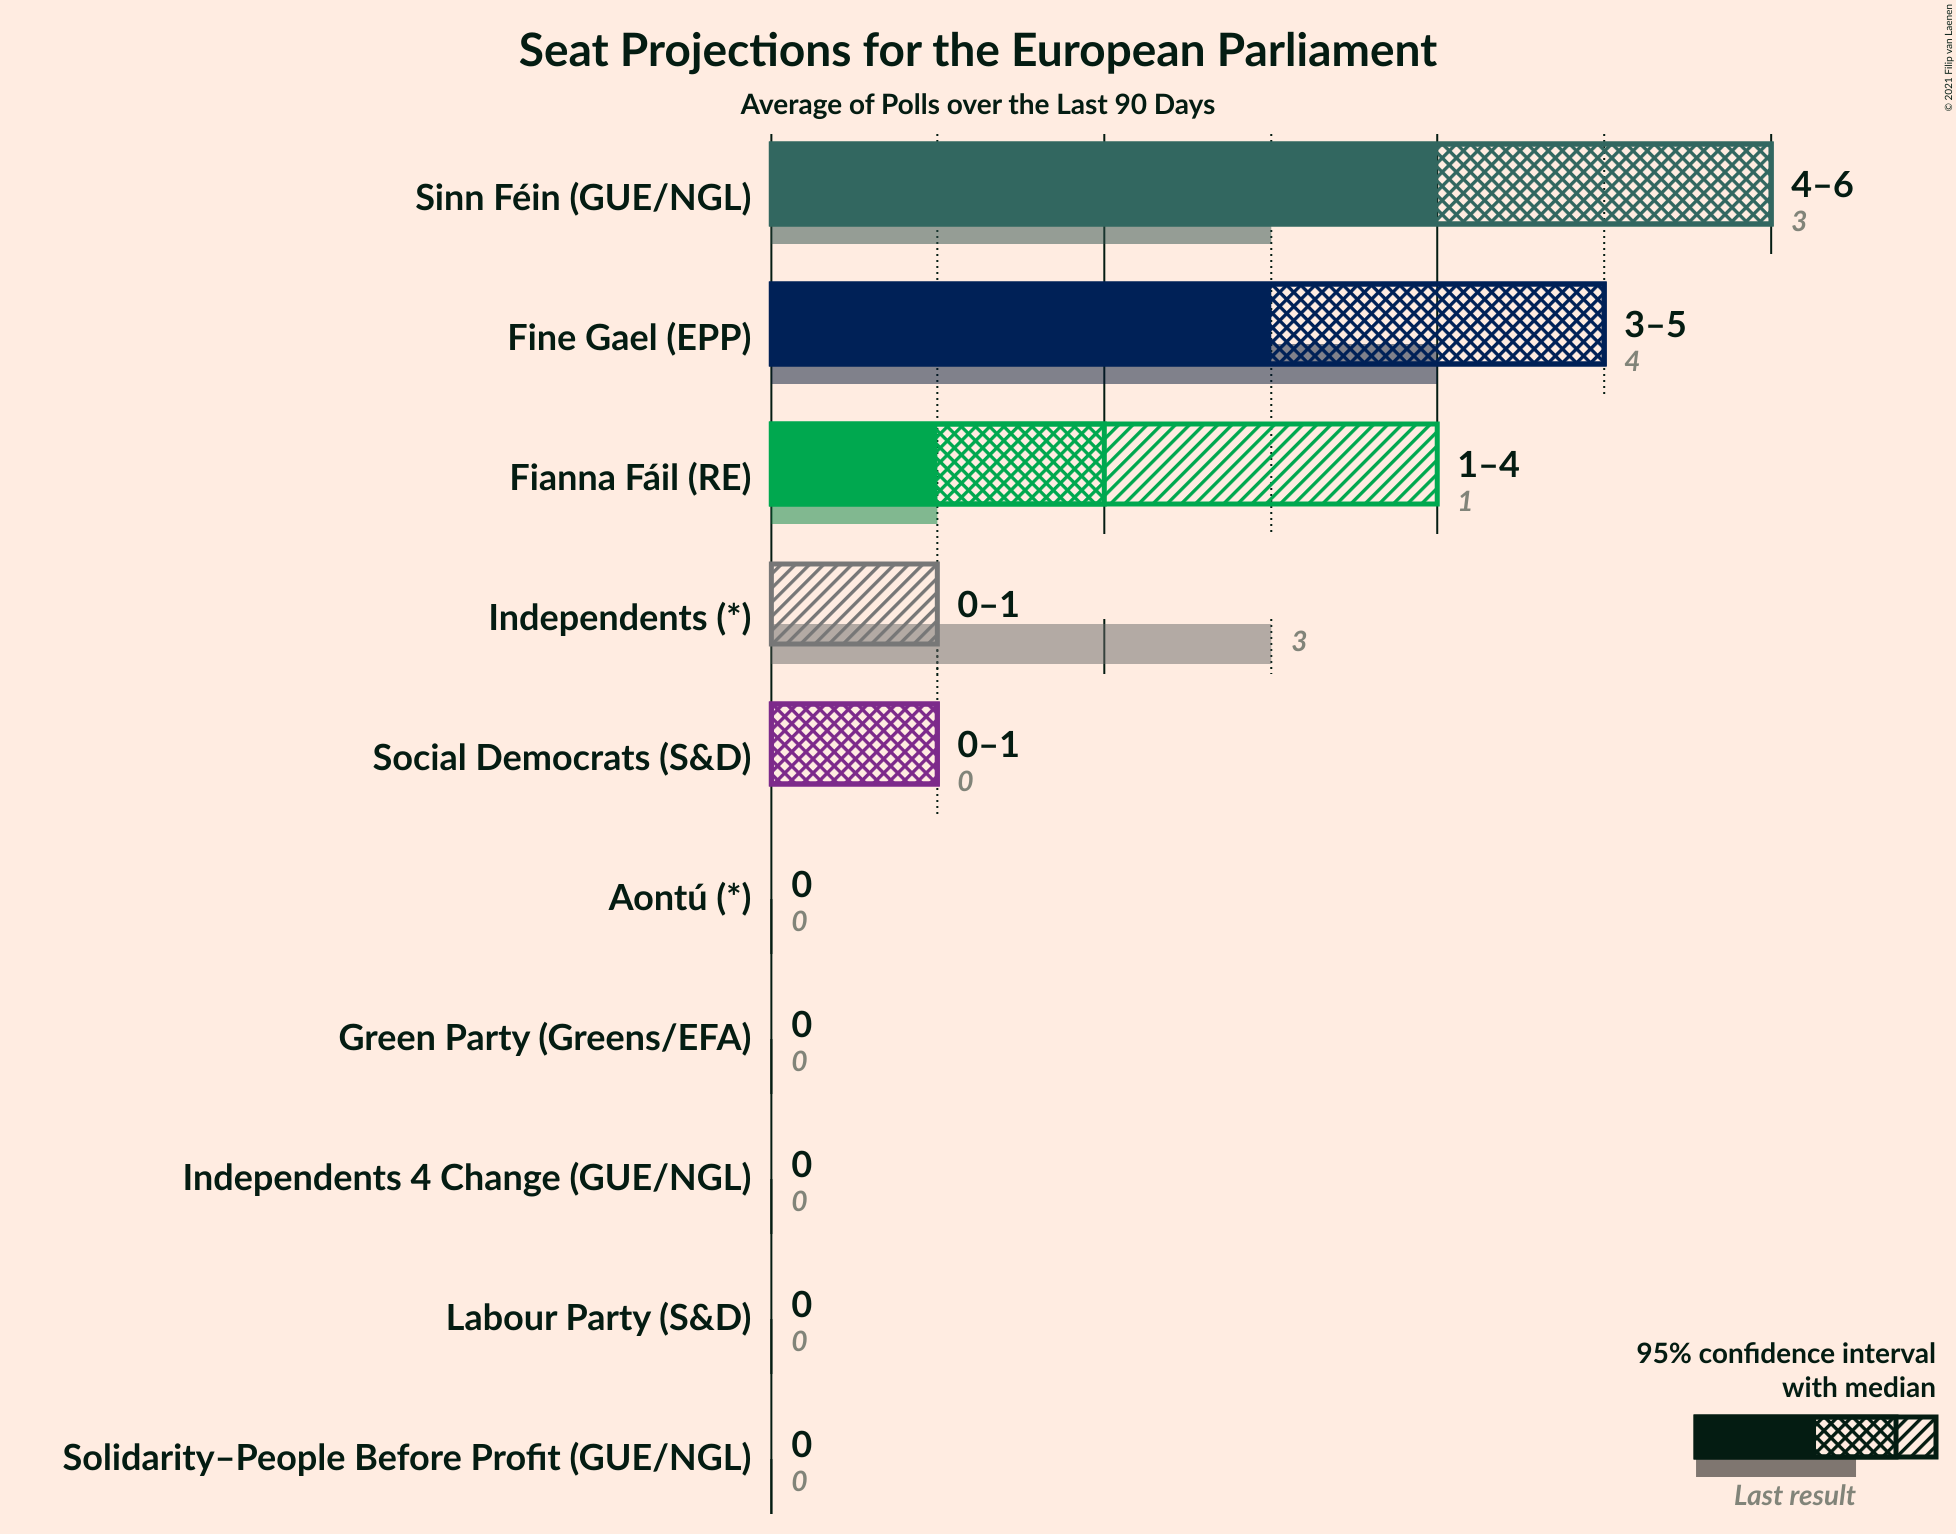 Seat Projections for the European Parliament
Average of Polls over the Last 90 Days
© 2021 Filip van Laenen
Sinn Féin (GUE/NGL)
4–6
3
Fine Gael (EPP)
3–5
4
Fianna Fáil (RE)
1–4
1
Independents (*)
0–1
3
Social Democrats (S&D)
0–1
0
Aontú (*)
0
0
Green Party (Greens/EFA)
0
0
Independents 4 Change (GUE/NGL)
0
0
Labour Party (S&D)
0
0
Solidarity–People Before Profit (GUE/NGL)
0
0
95% confidence interval
with median
Last result